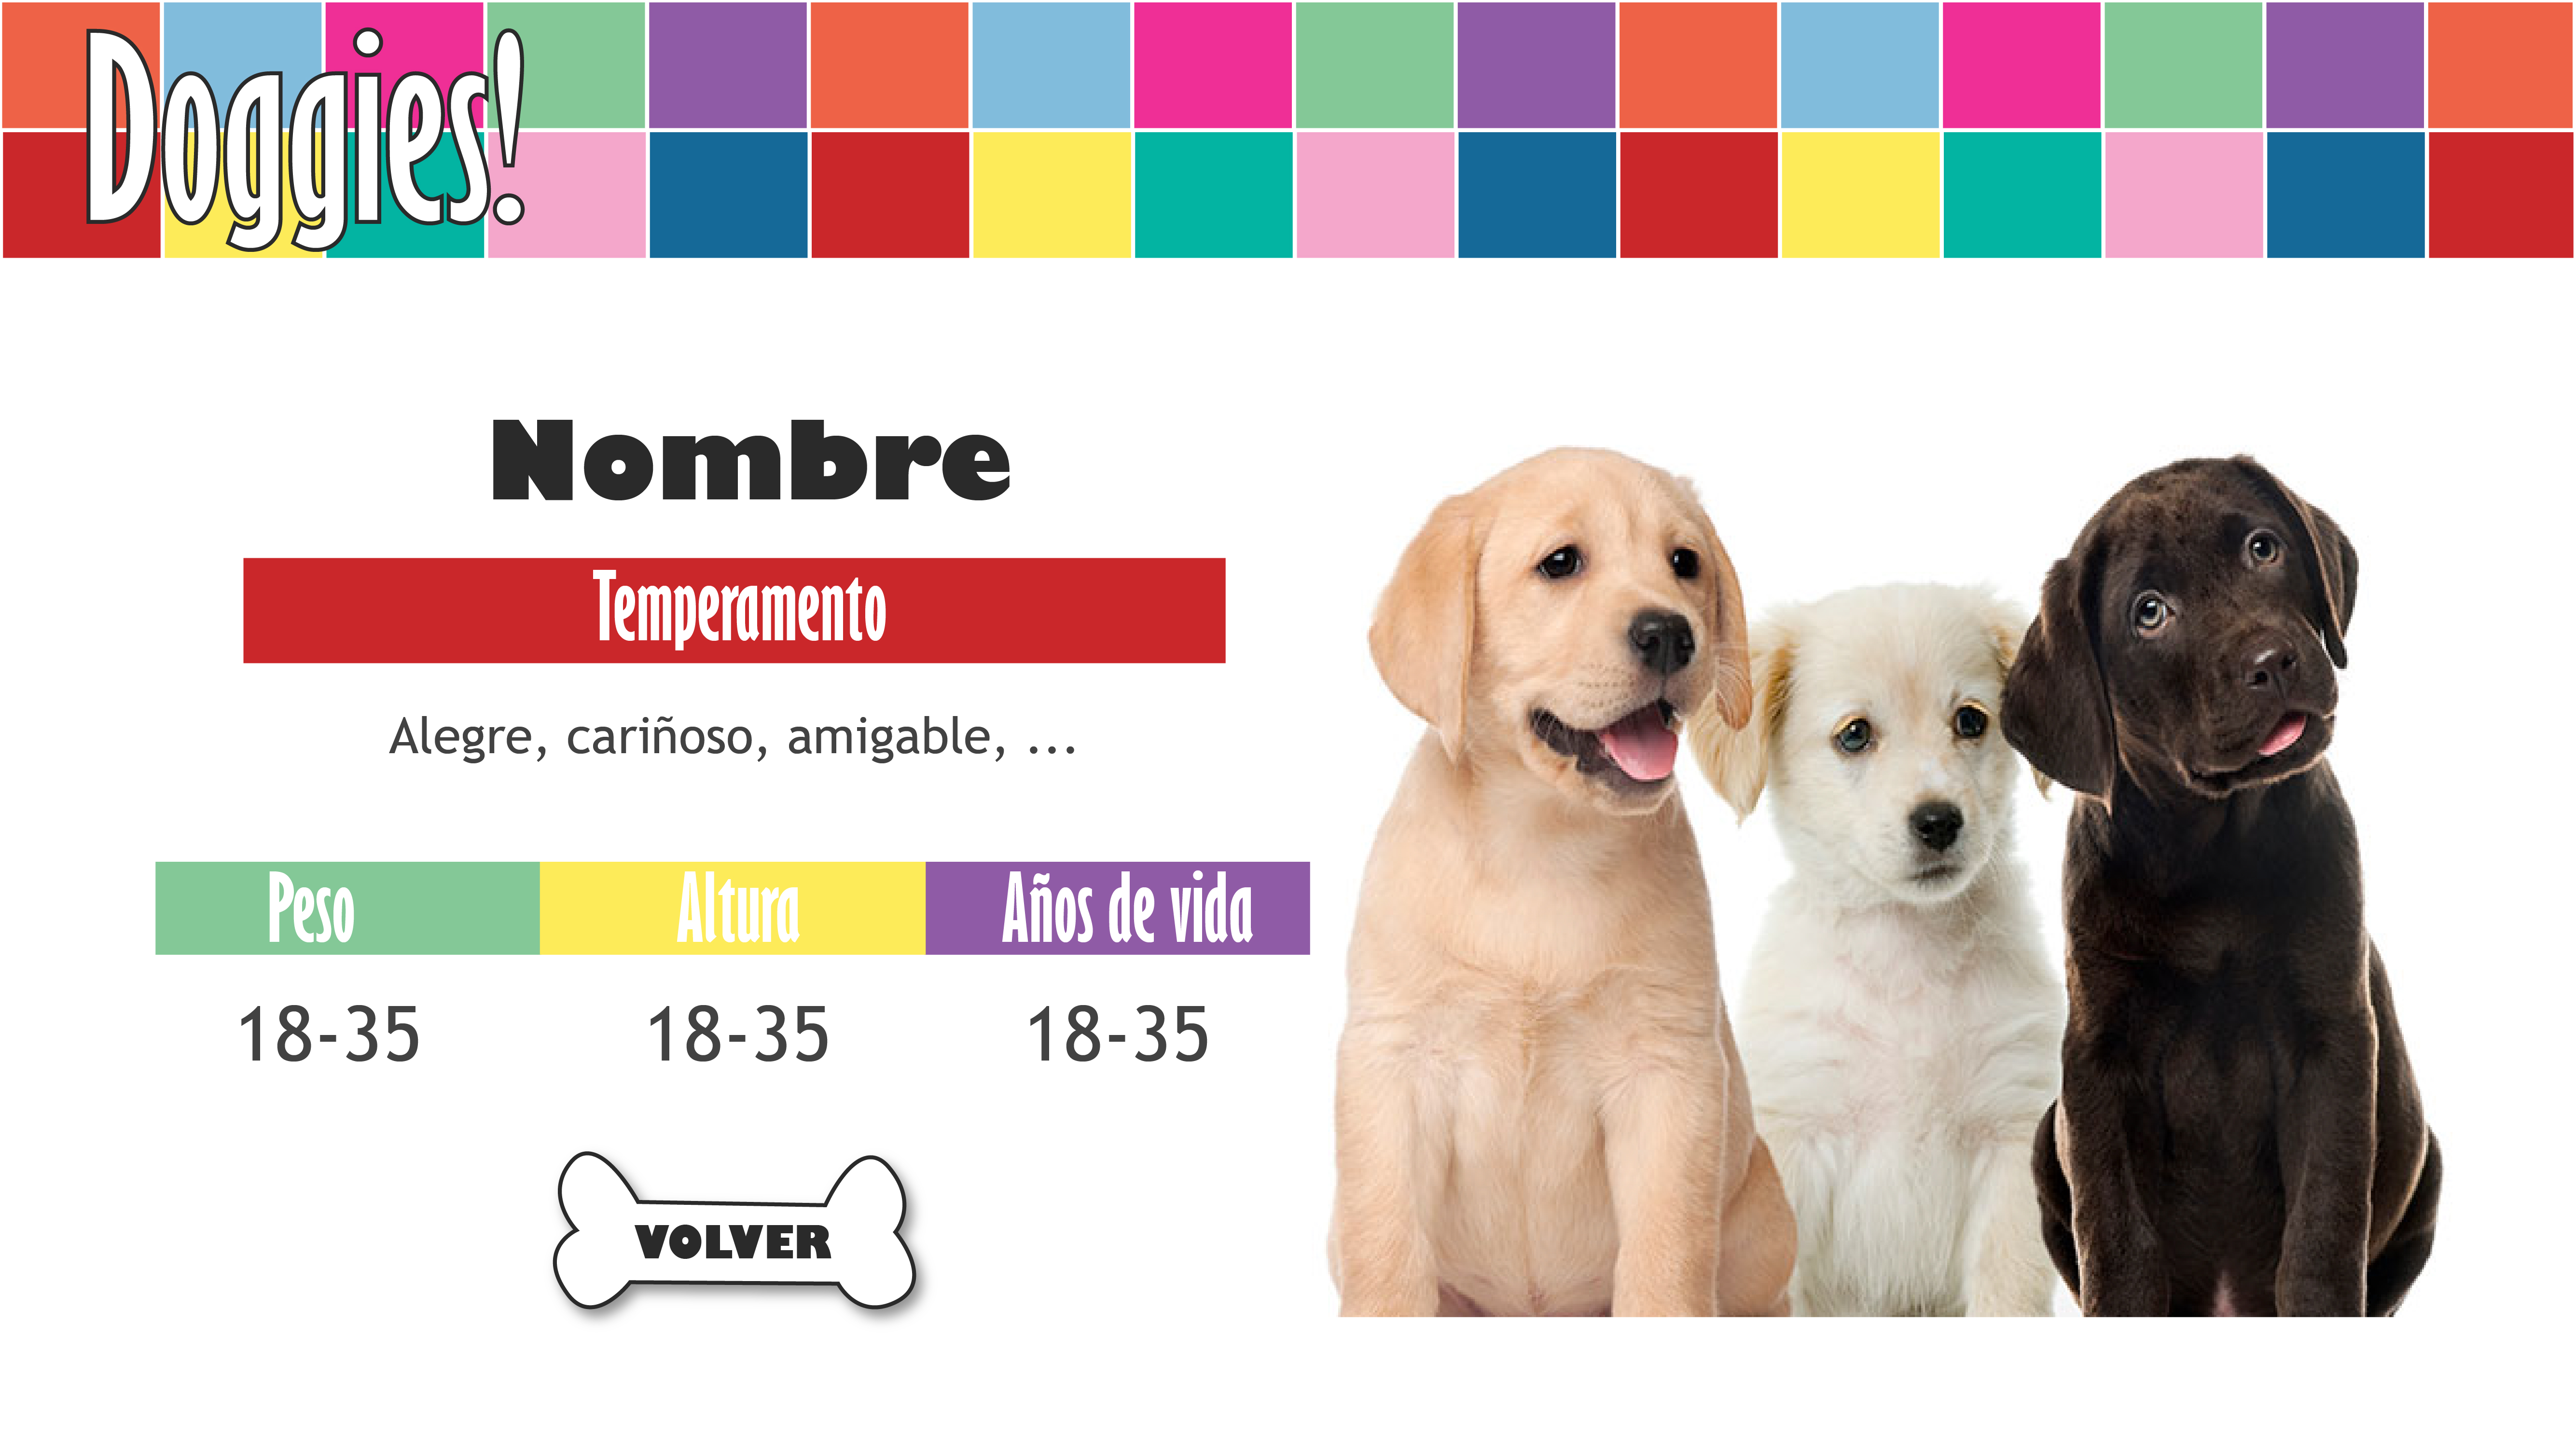 Doggies!
Nombre
Temperamento
Alegre, cariñoso, amigable, ...
Peso Altura Años de vida
18-35 18-35 18-35
VOLVER